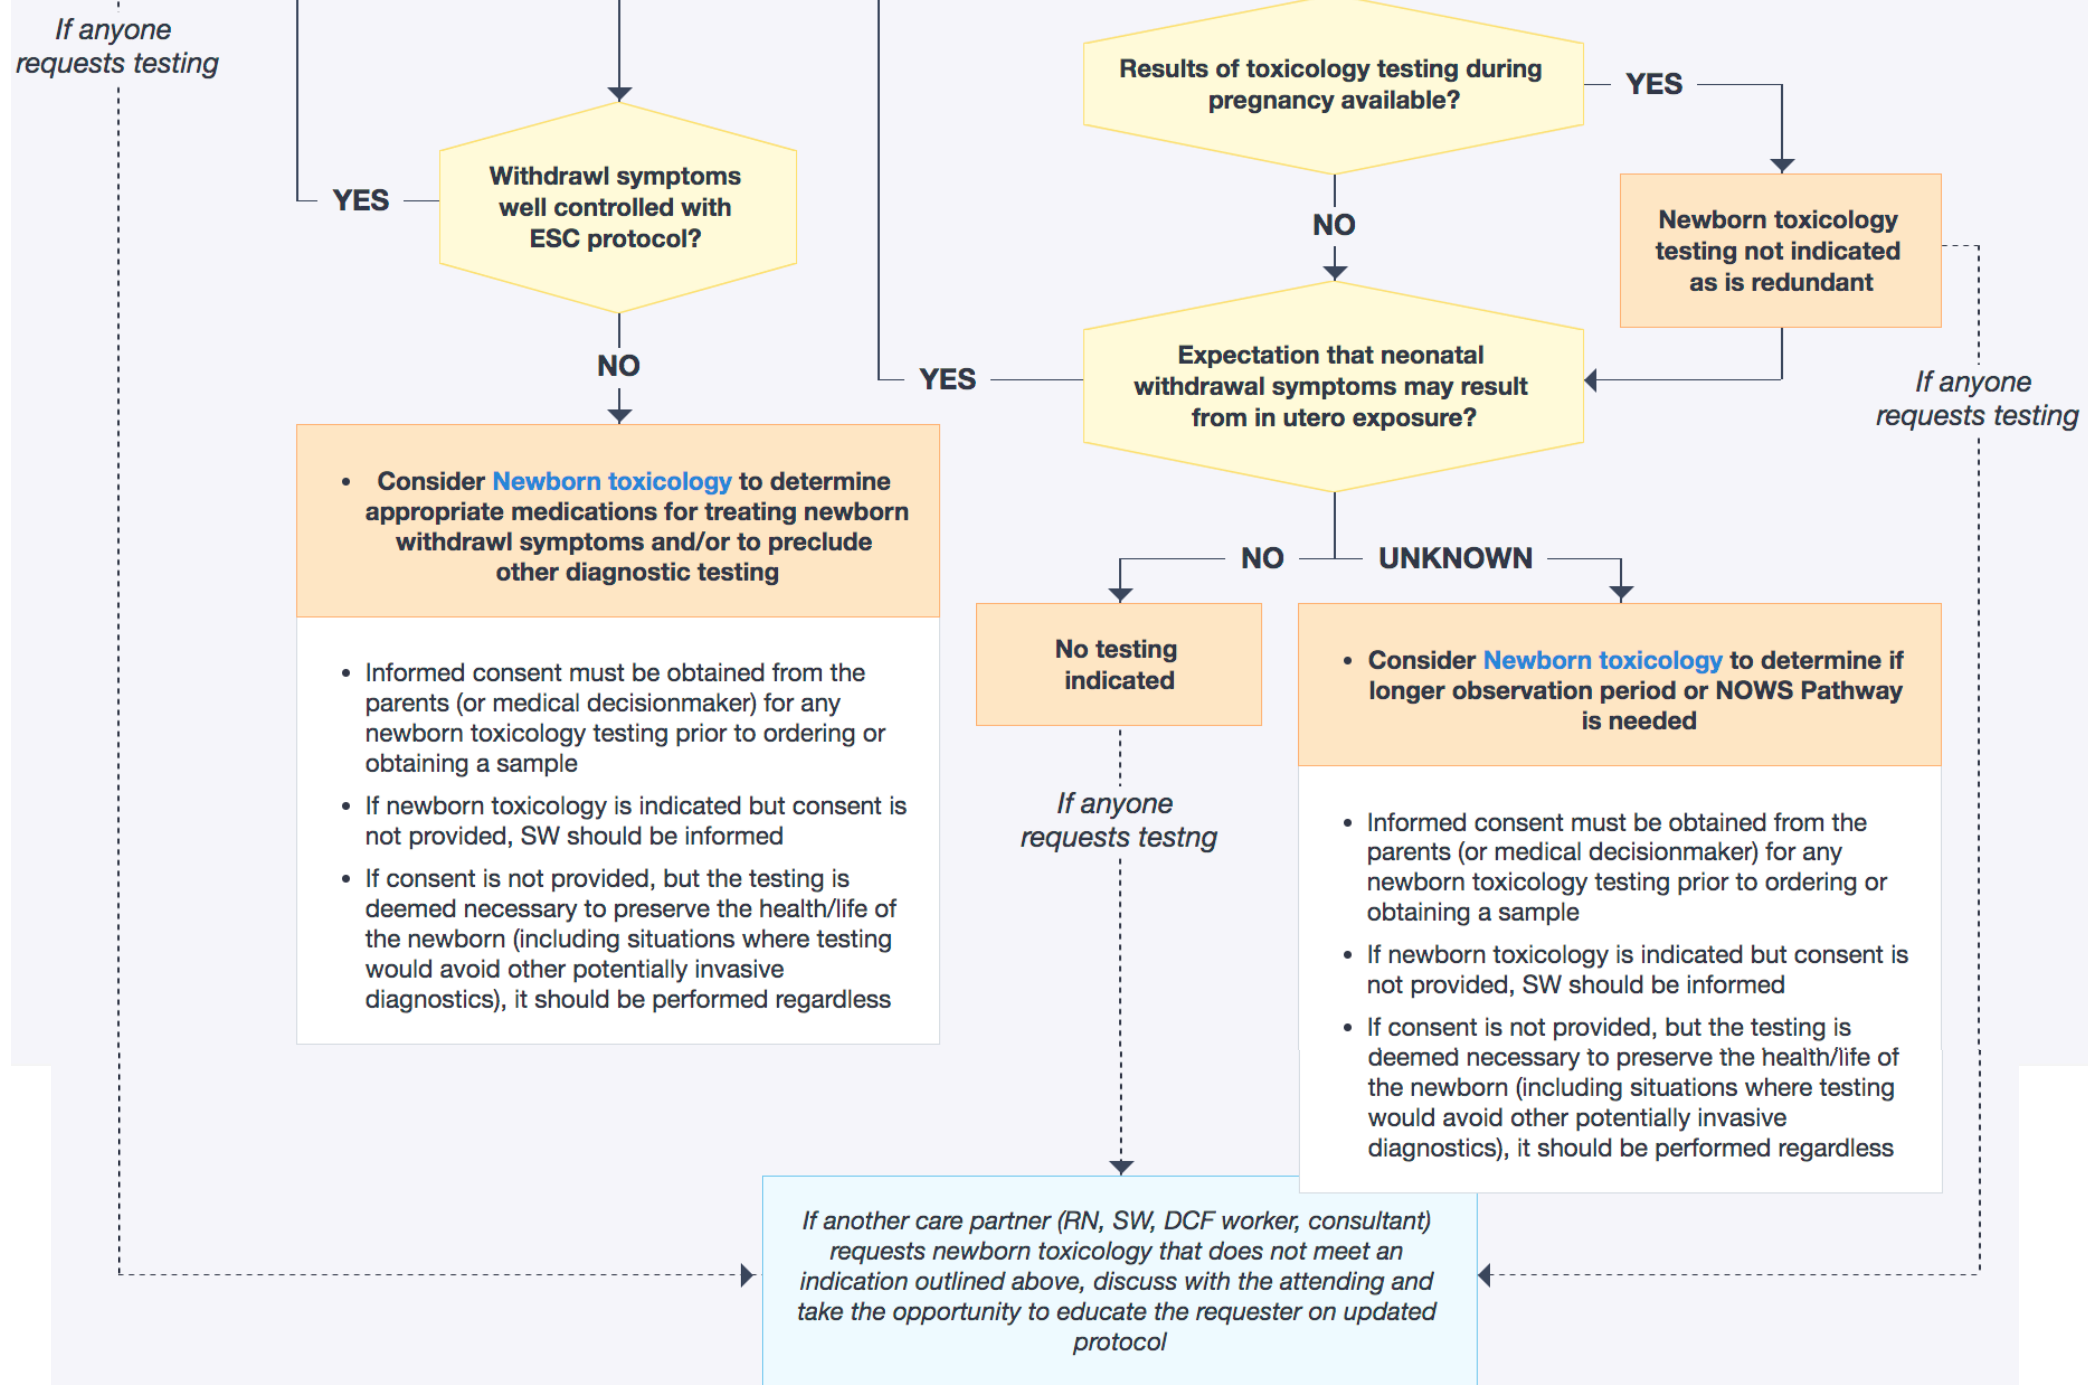 If anyone
requests testing
Results of toxicology testing during
pregnancy available?
YES
Withdrawl symptoms
well controlled with
ESC protocol?
YES
NO
Newborn toxicology
testing not indicated
as is redundant
NO
Expectation that neonatal
withdrawal symptoms may result
from in utero exposure?
YES
If anyone
requests testing
• Consider Newborn toxicology to determine
appropriate medications for treating newborn
withdrawl symptoms and/or to preclude
other diagnostic testing
• Informed consent must be obtained from the
parents (or medical decisionmaker) for any
newborn toxicology testing prior to ordering or
obtaining a sample
• If newborn toxicology is indicated but consent is
not provided, SW should be informed
• If consent is not provided, but the testing is
deemed necessary to preserve the health/life of
the newborn (including situations where testing
would avoid other potentially invasive
diagnostics), it should be performed regardless
NO
UNKNOWN
No testing
indicated
If anyone
requests testng
• Consider Newborn toxicology to determine if
longer observation period or NOWS Pathway
is needed
• Informed consent must be obtained from the
parents (or medical decisionmaker) for any
newborn toxicology testing prior to ordering or
obtaining a sample
• If newborn toxicology is indicated but consent is
not provided, SW should be informed
• If consent is not provided, but the testing is
deemed necessary to preserve the health/life of
the newborn (including situations where testing
would avoid other potentially invasive
diagnostics), it should be performed regardless
If another care partner (RN, SW, DCF worker, consultant)
requests newborn toxicology that does not meet an
indication outlined above, discuss with the attending and
take the opportunity to educate the requester on updated
protocol